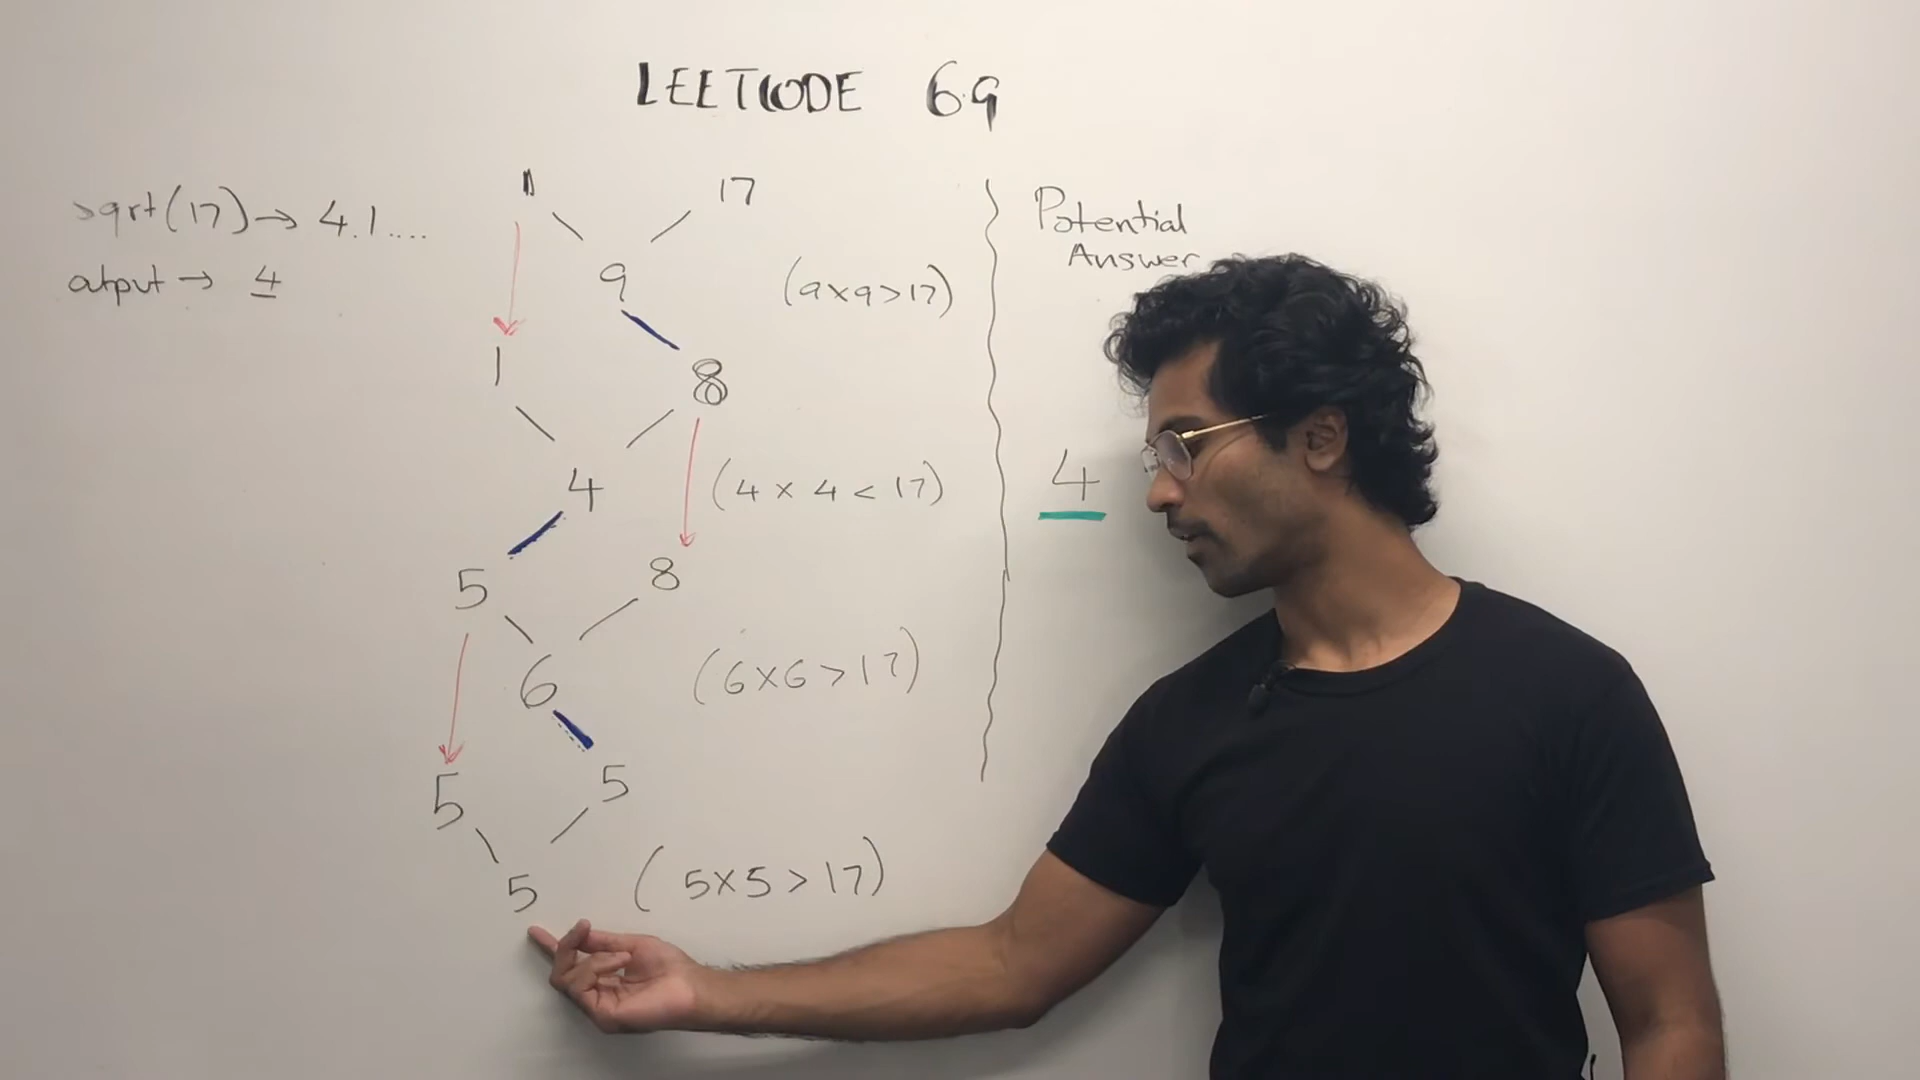 LEETCODE 69
sqrt(17) → 4.1....
output → 4
1 17
9 (9x9>17)
1 8
4 (4 x 4 < 17)
5 8
6 (6x6>17)
5 5
5 (5x5 > 17)
Potential
Answer
4